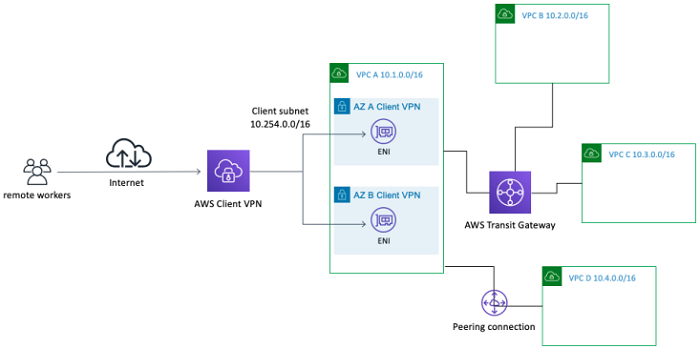 VPC B 10.2.0.0/16
VPC A 10.1.0.0/16
Client subnet
10.254.0.0/16
AZ A Client VPN
ENI
VPC C 10.3.0.0/16
Internet
remote workers
AWS Client VPN
AZ B Client VPN
ENI
AWS Transit Gateway
VPC D 10.4.0.0/16
Peering connection